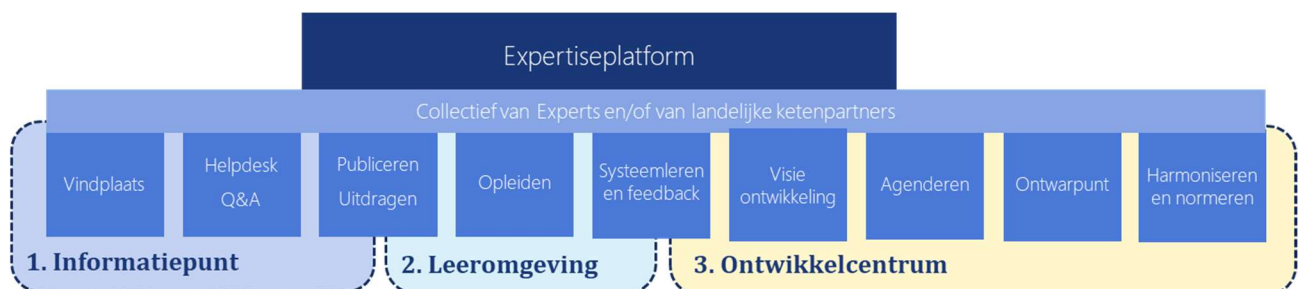 Expertiseplatform
Collectief van Experts en/of van landelijke ketenpartners
Vindplaats
Helpdesk
Q&A
Publiceren
Uitdragen
Opleiden
Systeemleren
en feedback
Visie
ontwikkeling
Agenderen
Ontwarpunt
Harmoniseren
en normeren
1. Informatiepunt
2. Leeromgeving
3. Ontwikkelcentrum